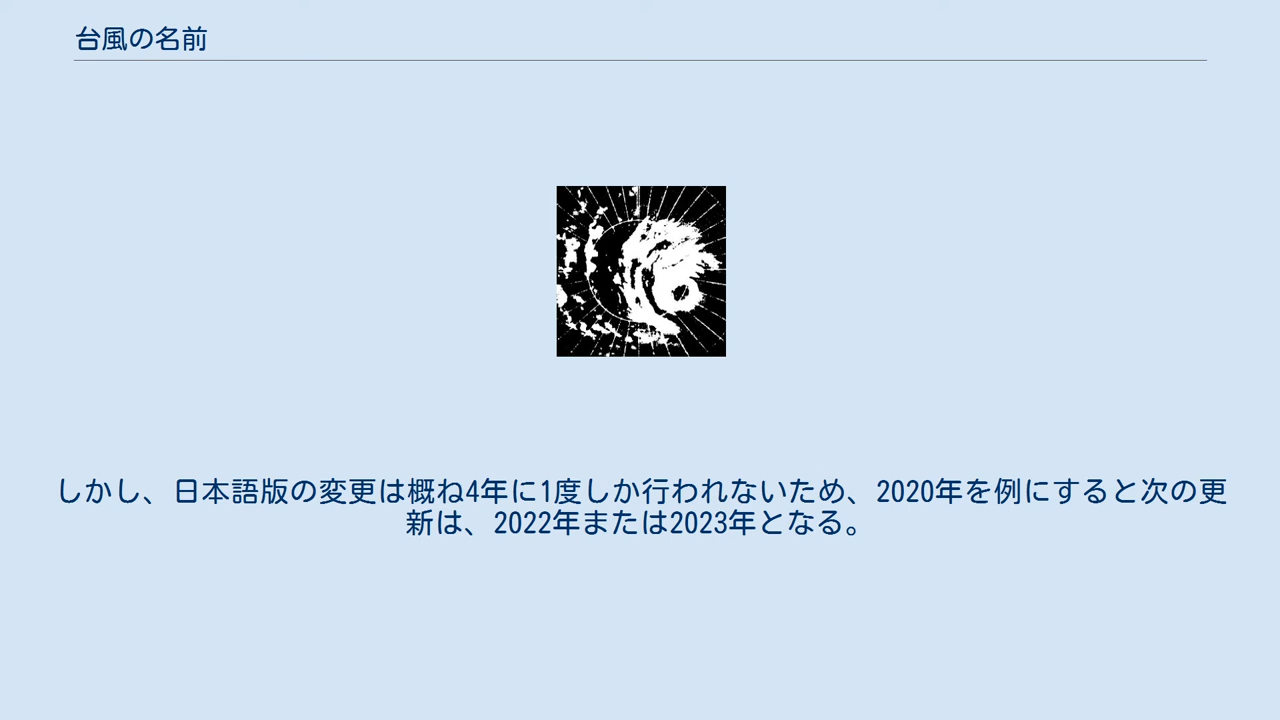 台風の名前
しかし、日本語版の変更は概ね4年に1度しか行われないため、2020年を例にすると次の更
新は、2022年または2023年となる。